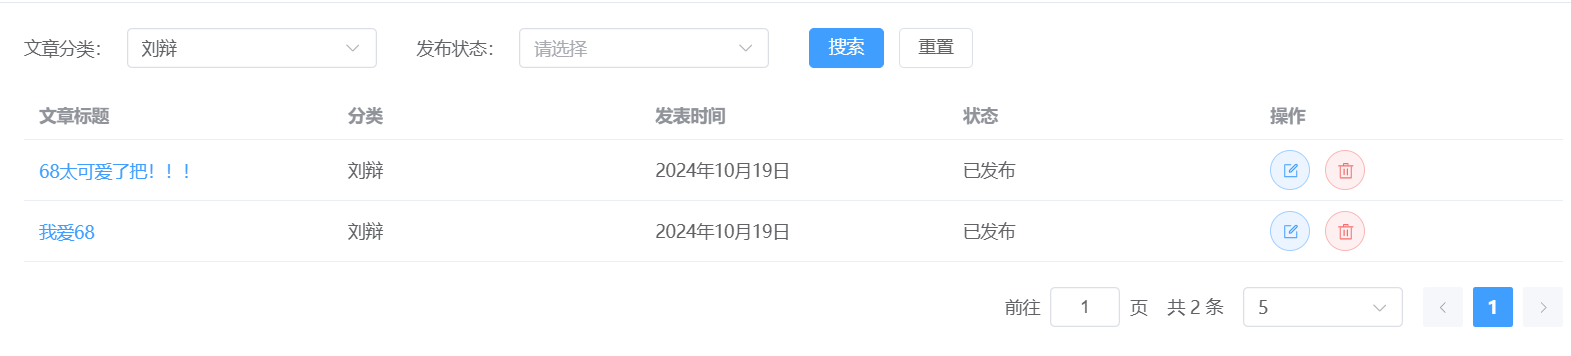 文章分类： 刘辩 发布状态： 请选择 搜索 重置
文章标题 分类 发表时间 状态 操作
68太可爱了把！！！ 刘辩 2024年10月19日 已发布
我爱68 刘辩 2024年10月19日 已发布
前往 1 页 共 2 条 5 1